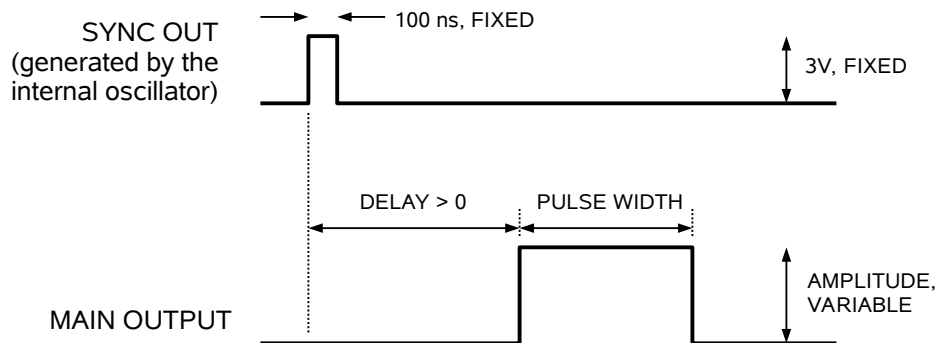 100 ns, FIXED
SYNC OUT
(generated by the
internal oscillator)
3V, FIXED
DELAY > 0
PULSE WIDTH
AMPLITUDE,
VARIABLE
MAIN OUTPUT